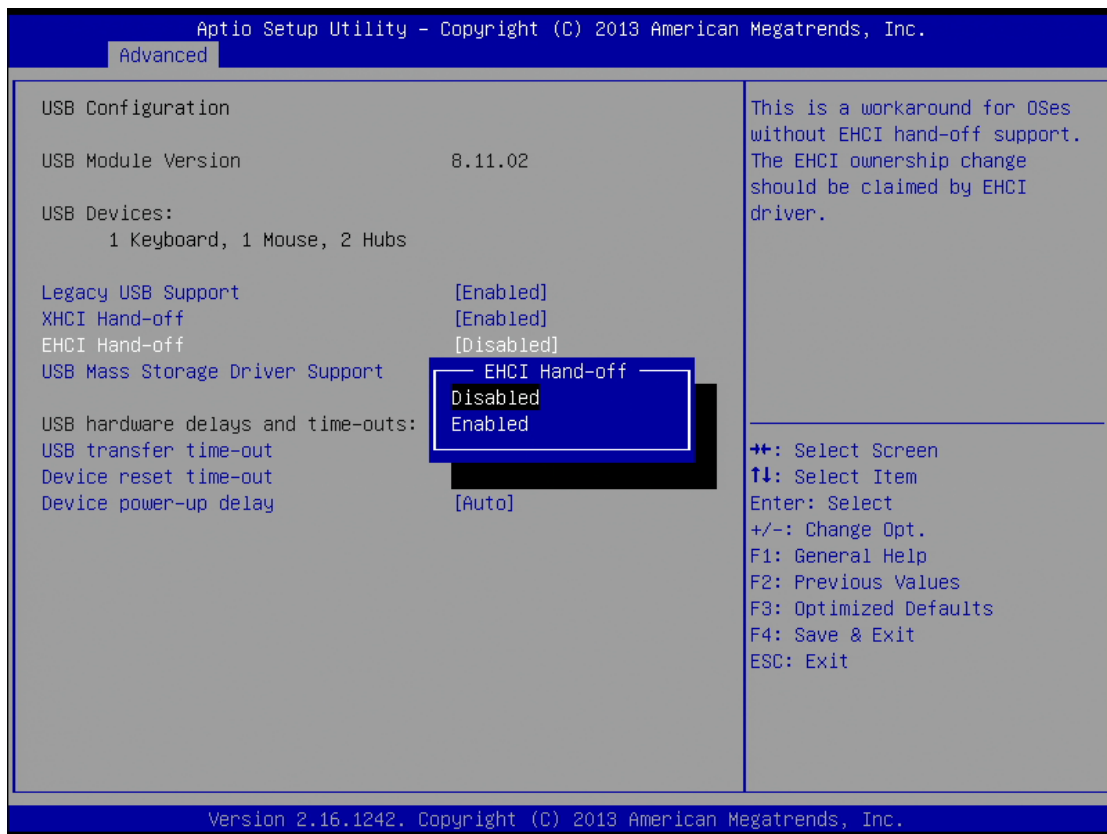 Aptio Setup Utility – Copyright (C) 2013 American Megatrends, Inc.
Advanced
USB Configuration
USB Module Version 8.11.02
USB Devices:
1 Keyboard, 1 Mouse, 2 Hubs
Legacy USB Support [Enabled]
XHCI Hand-off [Enabled]
EHCI Hand-off [Disabled]
USB Mass Storage Driver Support
USB hardware delays and time-outs:
USB transfer time-out
Device reset time-out
Device power-up delay [Auto]
EHCI Hand-off
Disabled
Enabled
This is a workaround for OSes
without EHCI hand-off support.
The EHCI ownership change
should be claimed by EHCI
driver.
→←: Select Screen
↑↓: Select Item
Enter: Select
+/-: Change Opt.
F1: General Help
F2: Previous Values
F3: Optimized Defaults
F4: Save & Exit
ESC: Exit
Version 2.16.1242. Copyright (C) 2013 American Megatrends, Inc.